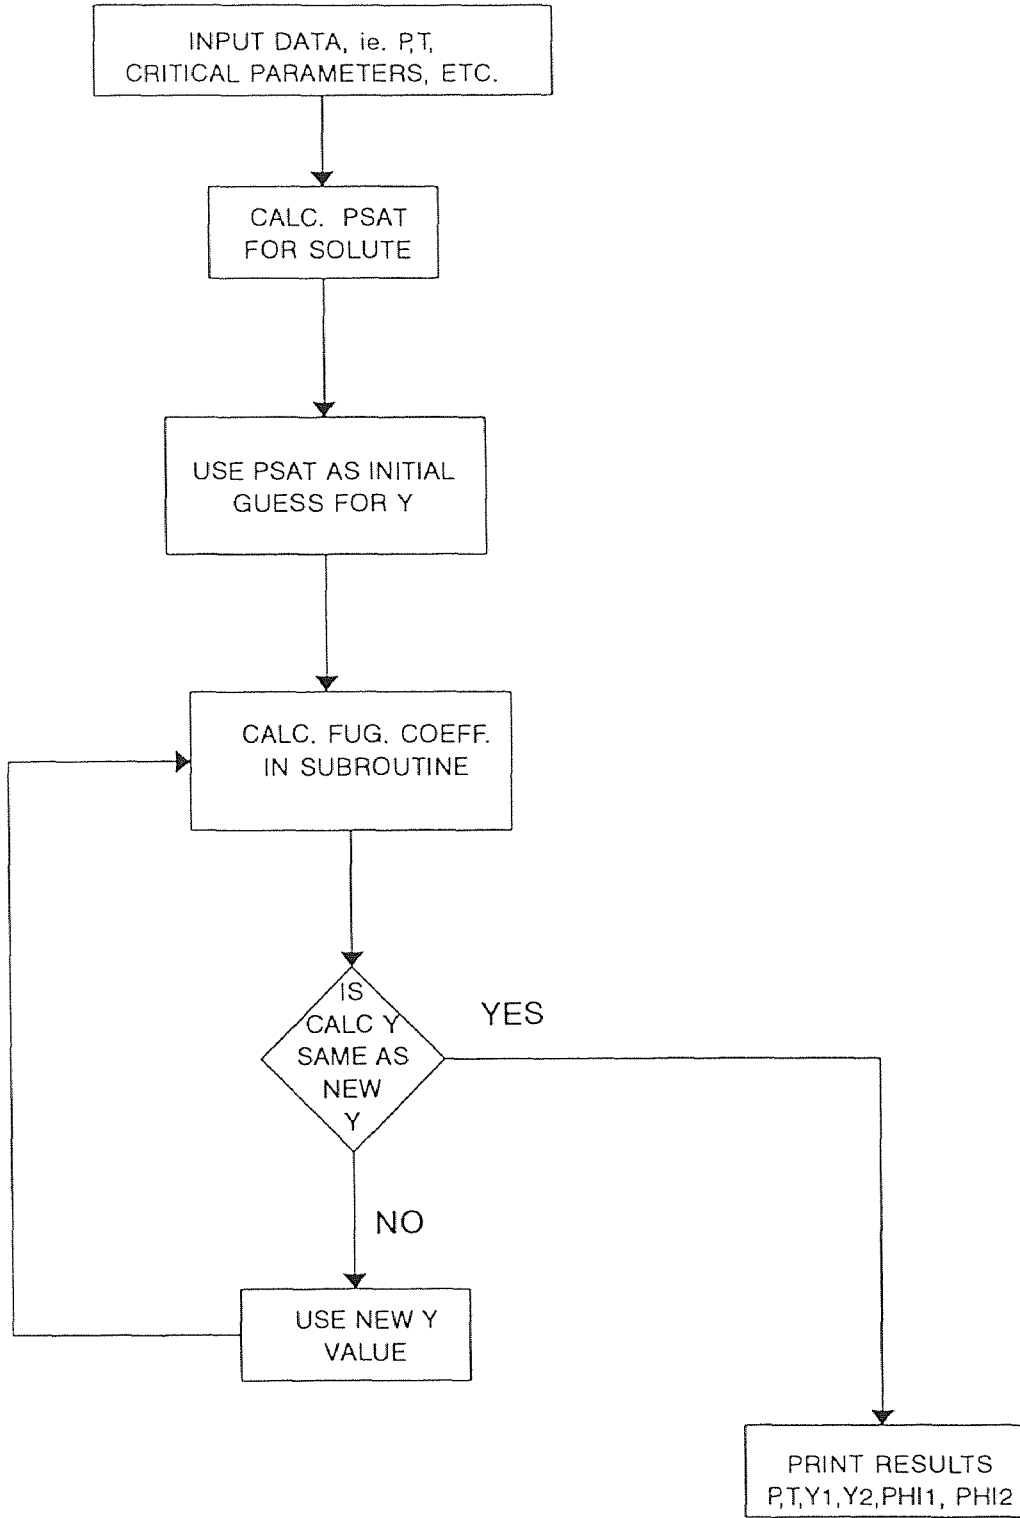 INPUT DATA, ie. P,T,
CRITICAL PARAMETERS, ETC.
CALC. PSAT
FOR SOLUTE
USE PSAT AS INITIAL
GUESS FOR Y
CALC. FUG. COEFF.
IN SUBROUTINE
IS
CALC Y
SAME AS
NEW
Y
YES
NO
USE NEW Y
VALUE
PRINT RESULTS
P,T,Y1,Y2,PHI1, PHI2